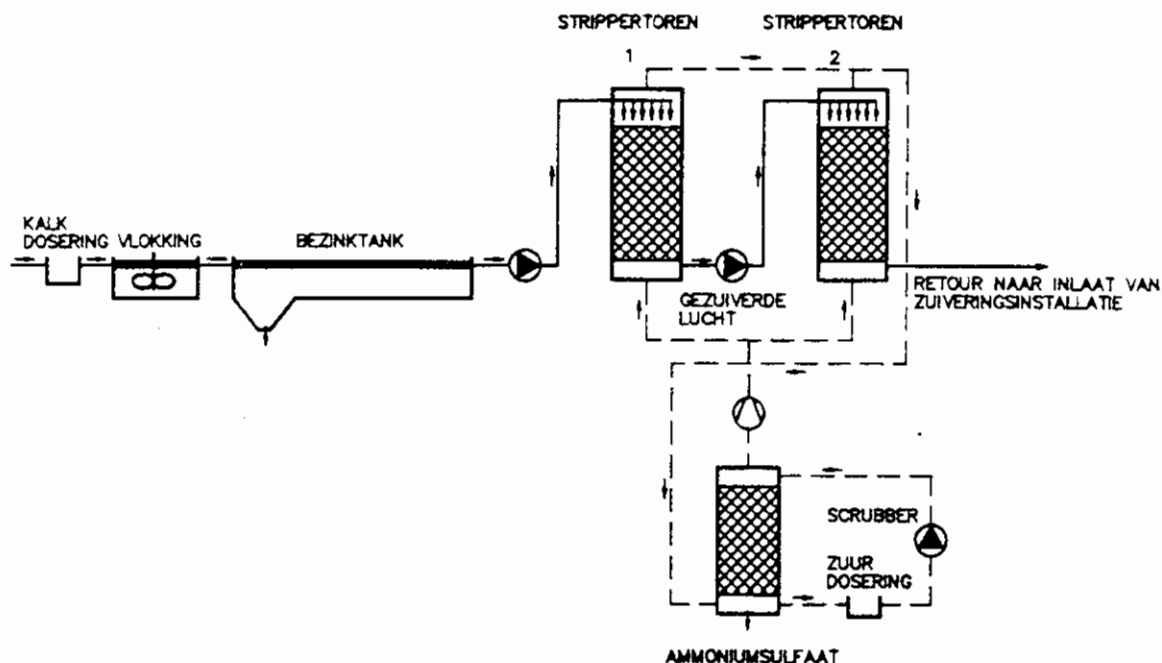 STRIPPERTOREN
1
STRIPPERTOREN
2
KALK
DOSERING
VLOKKING
BEZINKTANK
GEZUIVERDE
LUCHT
RETOUR NAAR INLAAT VAN
ZUIVERINGSINSTALLATIE
SCRUBBER
ZUUR
DOSERING
AMMONIUMSULFAAT